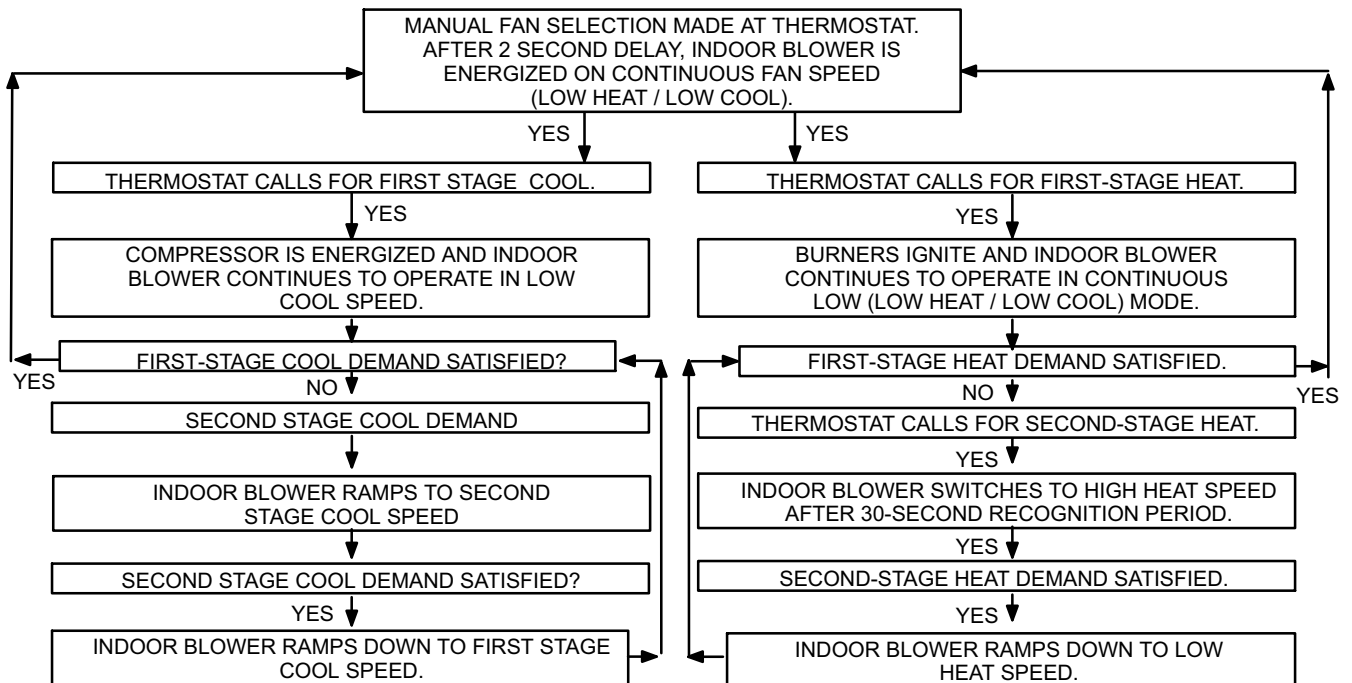 MANUAL FAN SELECTION MADE AT THERMOSTAT.
AFTER 2 SECOND DELAY, INDOOR BLOWER IS
ENERGIZED ON CONTINUOUS FAN SPEED
(LOW HEAT / LOW COOL).
YES
YES
THERMOSTAT CALLS FOR FIRST STAGE COOL.
YES
COMPRESSOR IS ENERGIZED AND INDOOR
BLOWER CONTINUES TO OPERATE IN LOW
COOL SPEED.
FIRST-STAGE COOL DEMAND SATISFIED?
YES
NO
SECOND STAGE COOL DEMAND
INDOOR BLOWER RAMPS TO SECOND
STAGE COOL SPEED
SECOND STAGE COOL DEMAND SATISFIED?
YES
INDOOR BLOWER RAMPS DOWN TO FIRST STAGE
COOL SPEED.
THERMOSTAT CALLS FOR FIRST-STAGE HEAT.
YES
BURNERS IGNITE AND INDOOR BLOWER
CONTINUES TO OPERATE IN CONTINUOUS
LOW (LOW HEAT / LOW COOL) MODE.
FIRST-STAGE HEAT DEMAND SATISFIED.
NO
YES
THERMOSTAT CALLS FOR SECOND-STAGE HEAT.
YES
INDOOR BLOWER SWITCHES TO HIGH HEAT SPEED
AFTER 30-SECOND RECOGNITION PERIOD.
YES
SECOND-STAGE HEAT DEMAND SATISFIED.
YES
INDOOR BLOWER RAMPS DOWN TO LOW
HEAT SPEED.